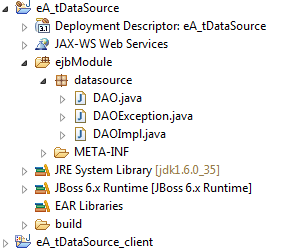 eA_tDataSource
Deployment Descriptor: eA_tDataSource
JAX-WS Web Services
ejbModule
datasource
DAO.java
DAOException.java
DAOImpl.java
META-INF
JRE System Library [jdk1.6.0_35]
JBoss 6.x Runtime [JBoss 6.x Runtime]
EAR Libraries
build
eA_tDataSource_client